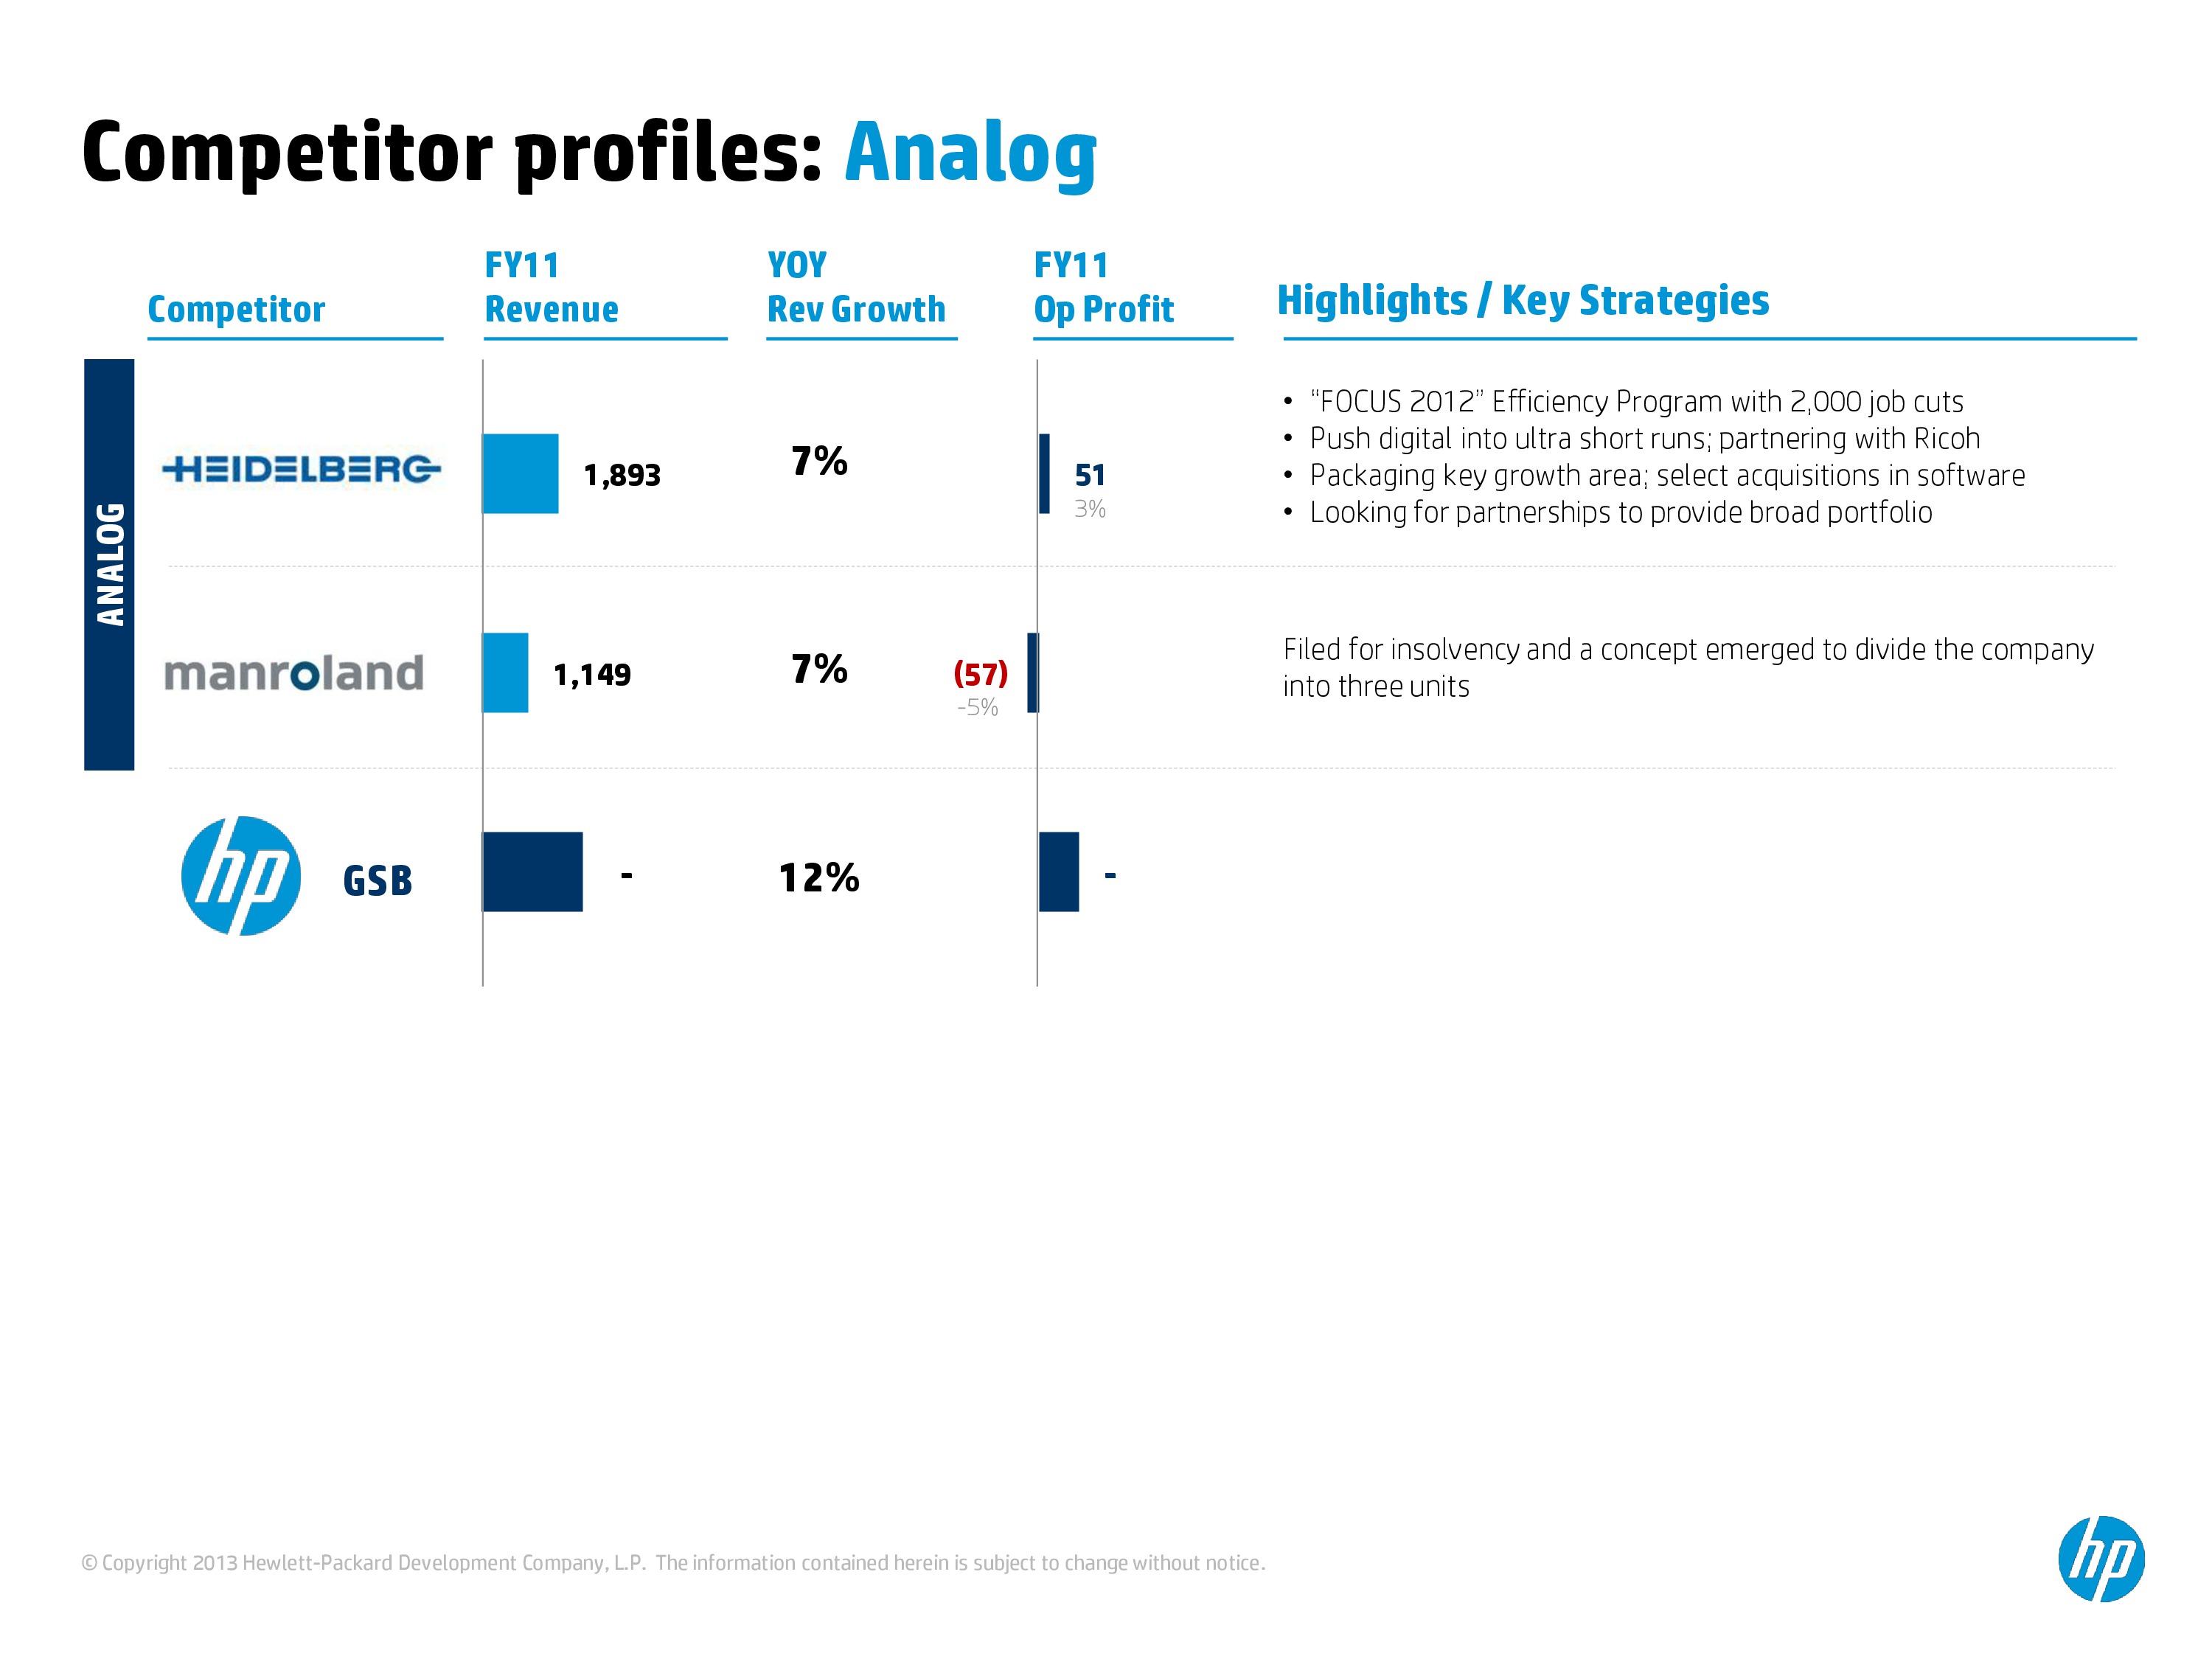 Competitor profiles: Analog
Competitor
FY11
Revenue
YOY
Rev Growth
FY11
Op Profit
Highlights / Key Strategies
ANALOG
HEIDELBERG
1,893
7%
51
3%
• “FOCUS 2012” Efficiency Program with 2,000 job cuts
• Push digital into ultra short runs; partnering with Ricoh
• Packaging key growth area; select acquisitions in software
• Looking for partnerships to provide broad portfolio
manroland
1,149
7%
(57)
-5%
Filed for insolvency and a concept emerged to divide the company
into three units
hp
GSB
-
12%
-
© Copyright 2013 Hewlett-Packard Development Company, L.P. The information contained herein is subject to change without notice.
hp